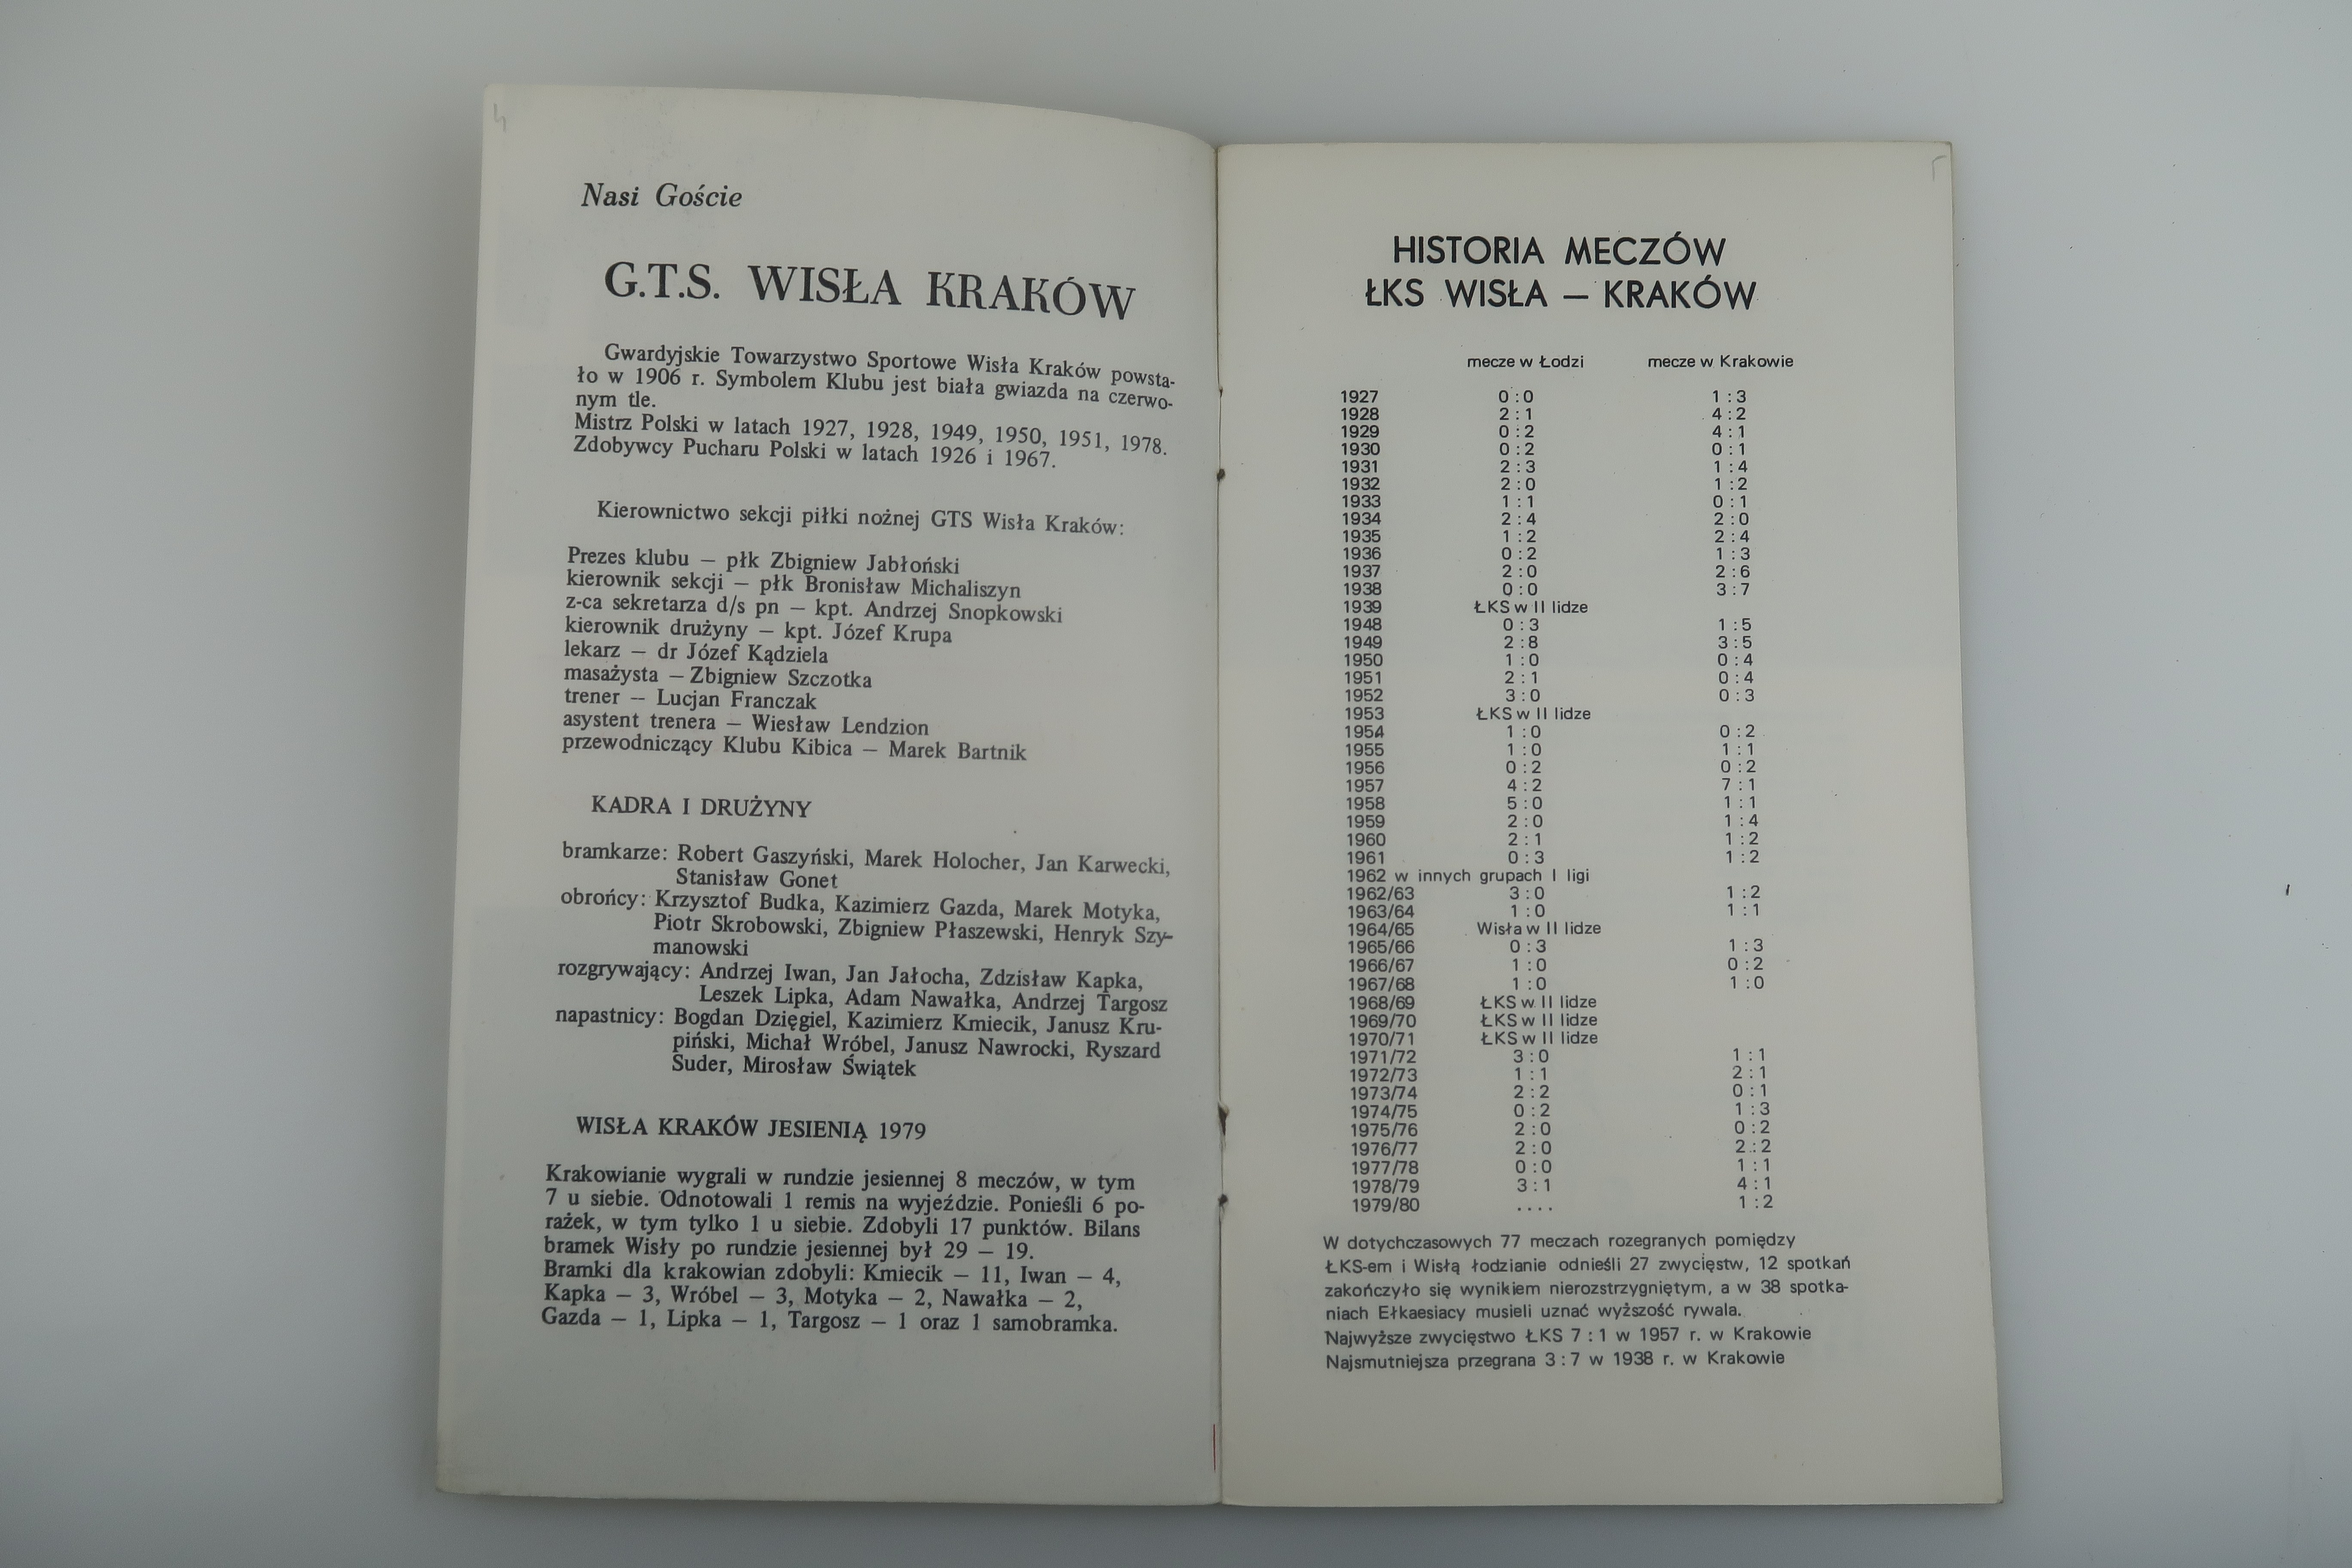 Nasi Goście
G.T.S. WISŁA KRAKÓW
Gwardyjskie Towarzystwo Sportowe Wisła Kraków powsta-
ło w 1906 r. Symbolem Klubu jest biała gwiazda na czerwo-
nym tle.
Mistrz Polski w latach 1927, 1928, 1949, 1950, 1951, 1978.
Zdobywcy Pucharu Polski w latach 1926 i 1967.
Kierownictwo sekcji piłki nożnej GTS Wisła Kraków:
Prezes klubu — płk Zbigniew Jabłoński
kierownik sekcji — płk Bronisław Michaliszyn
z-ca sekretarza d/s pn — kpt. Andrzej Snopkowski
kierownik drużyny — kpt. Józef Krupa
lekarz — dr Józef Kądziela
masażysta — Zbigniew Szczotka
trener — Lucjan Franczak
asystent trenera — Wiesław Lendzion
przewodniczący Klubu Kibica — Marek Bartnik
KADRA I DRUŻYNY
bramkarze: Robert Gaszyński, Marek Holocher, Jan Karwecki,
Stanisław Gonet
obrońcy: Krzysztof Budka, Kazimierz Gazda, Marek Motyka,
Piotr Skrobowski, Zbigniew Płaszewski, Henryk Szy-
manowski
rozgrywający: Andrzej Iwan, Jan Jałocha, Zdzisław Kapka,
Leszek Lipka, Adam Nawałka, Andrzej Targosz
napastnicy: Bogdan Dzięgiel, Kazimierz Kmiecik, Janusz Kru-
piński, Michał Wróbel, Janusz Nawrocki, Ryszard
Suder, Mirosław Świątek
WISŁA KRAKÓW JESIENIĄ 1979
Krakowianie wygrali w rundzie jesiennej 8 meczów, w tym
7 u siebie. Odnotowali 1 remis na wyjeździe. Ponieśli 6 po-
rażek, w tym tylko 1 u siebie. Zdobyli 17 punktów. Bilans
bramek Wisły po rundzie jesiennej był 29 — 19.
Bramki dla krakowian zdobyli: Kmiecik — 11, Iwan — 4,
Kapka — 3, Wróbel — 3, Motyka — 2, Nawałka — 2,
Gazda — 1, Lipka — 1, Targosz — 1 oraz 1 samobramka.
HISTORIA MECZÓW
ŁKS WISŁA — KRAKÓW
mecze w Łodzi mecze w Krakowie
1927 0:0 1:3
1928 2:1 4:2
1929 0:2 4:1
1930 0:2 0:1
1931 2:3 1:4
1932 2:0 1:2
1933 1:1 0:1
1934 2:4 2:0
1935 1:2 2:4
1936 0:2 1:3
1937 2:0 2:6
1938 0:0 3:7
1939 ŁKS w II lidze
1948 0:3 1:5
1949 2:8 3:5
1950 1:0 0:4
1951 2:1 0:4
1952 3:0 0:3
1953 ŁKS w II lidze
1954 1:0 0:2
1955 1:0 1:1
1956 0:2 0:2
1957 4:2 7:1
1958 5:0 1:1
1959 2:0 1:4
1960 2:1 1:2
1961 0:3 1:2
1962 w innych grupach I ligi
1962/63 3:0 1:2
1963/64 1:0 1:1
1964/65 Wisła w II lidze
1965/66 0:3 1:3
1966/67 1:0 0:2
1967/68 1:0 1:0
1968/69 ŁKS w II lidze
1969/70 ŁKS w II lidze
1970/71 ŁKS w II lidze
1971/72 3:0 1:1
1972/73 1:1 2:1
1973/74 2:2 0:1
1974/75 0:2 1:3
1975/76 2:0 0:2
1976/77 2:0 2:2
1977/78 0:0 1:1
1978/79 3:1 4:1
1979/80 .... 1:2
W dotychczasowych 77 meczach rozegranych pomiędzy
ŁKS-em i Wisłą łodzianie odnieśli 27 zwycięstw, 12 spotkań
zakończyło się wynikiem nierozstrzygniętym, a w 38 spotka-
niach Ełkaesiacy musieli uznać wyższość rywala.
Najwyższe zwycięstwo ŁKS 7:1 w 1957 r. w Krakowie
Najsmutniejsza przegrana 3:7 w 1938 r. w Krakowie